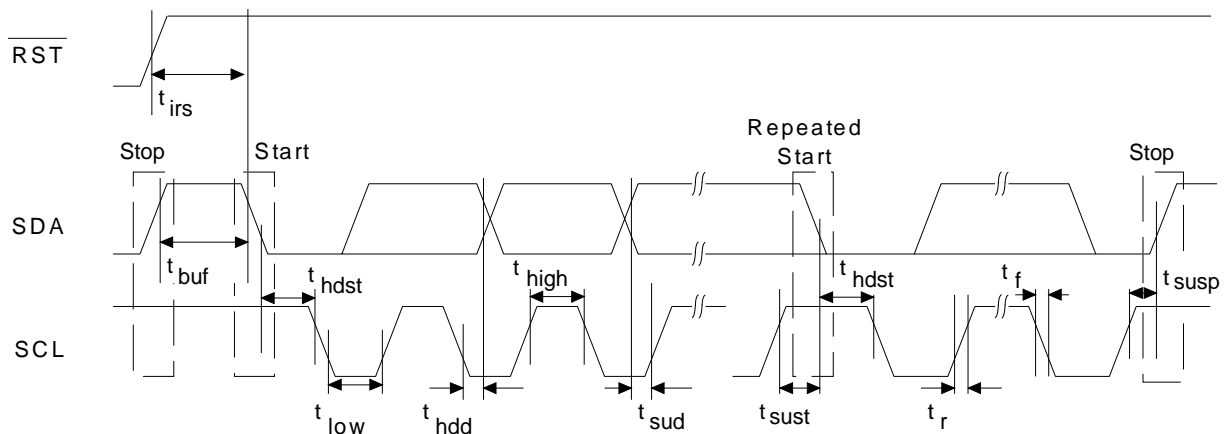 RST
t irs
Repeated
Stop Start Start Stop
SDA
t buf t hdst t high t hdst t f t susp
SCL
t low t hdd t sud t sust t r